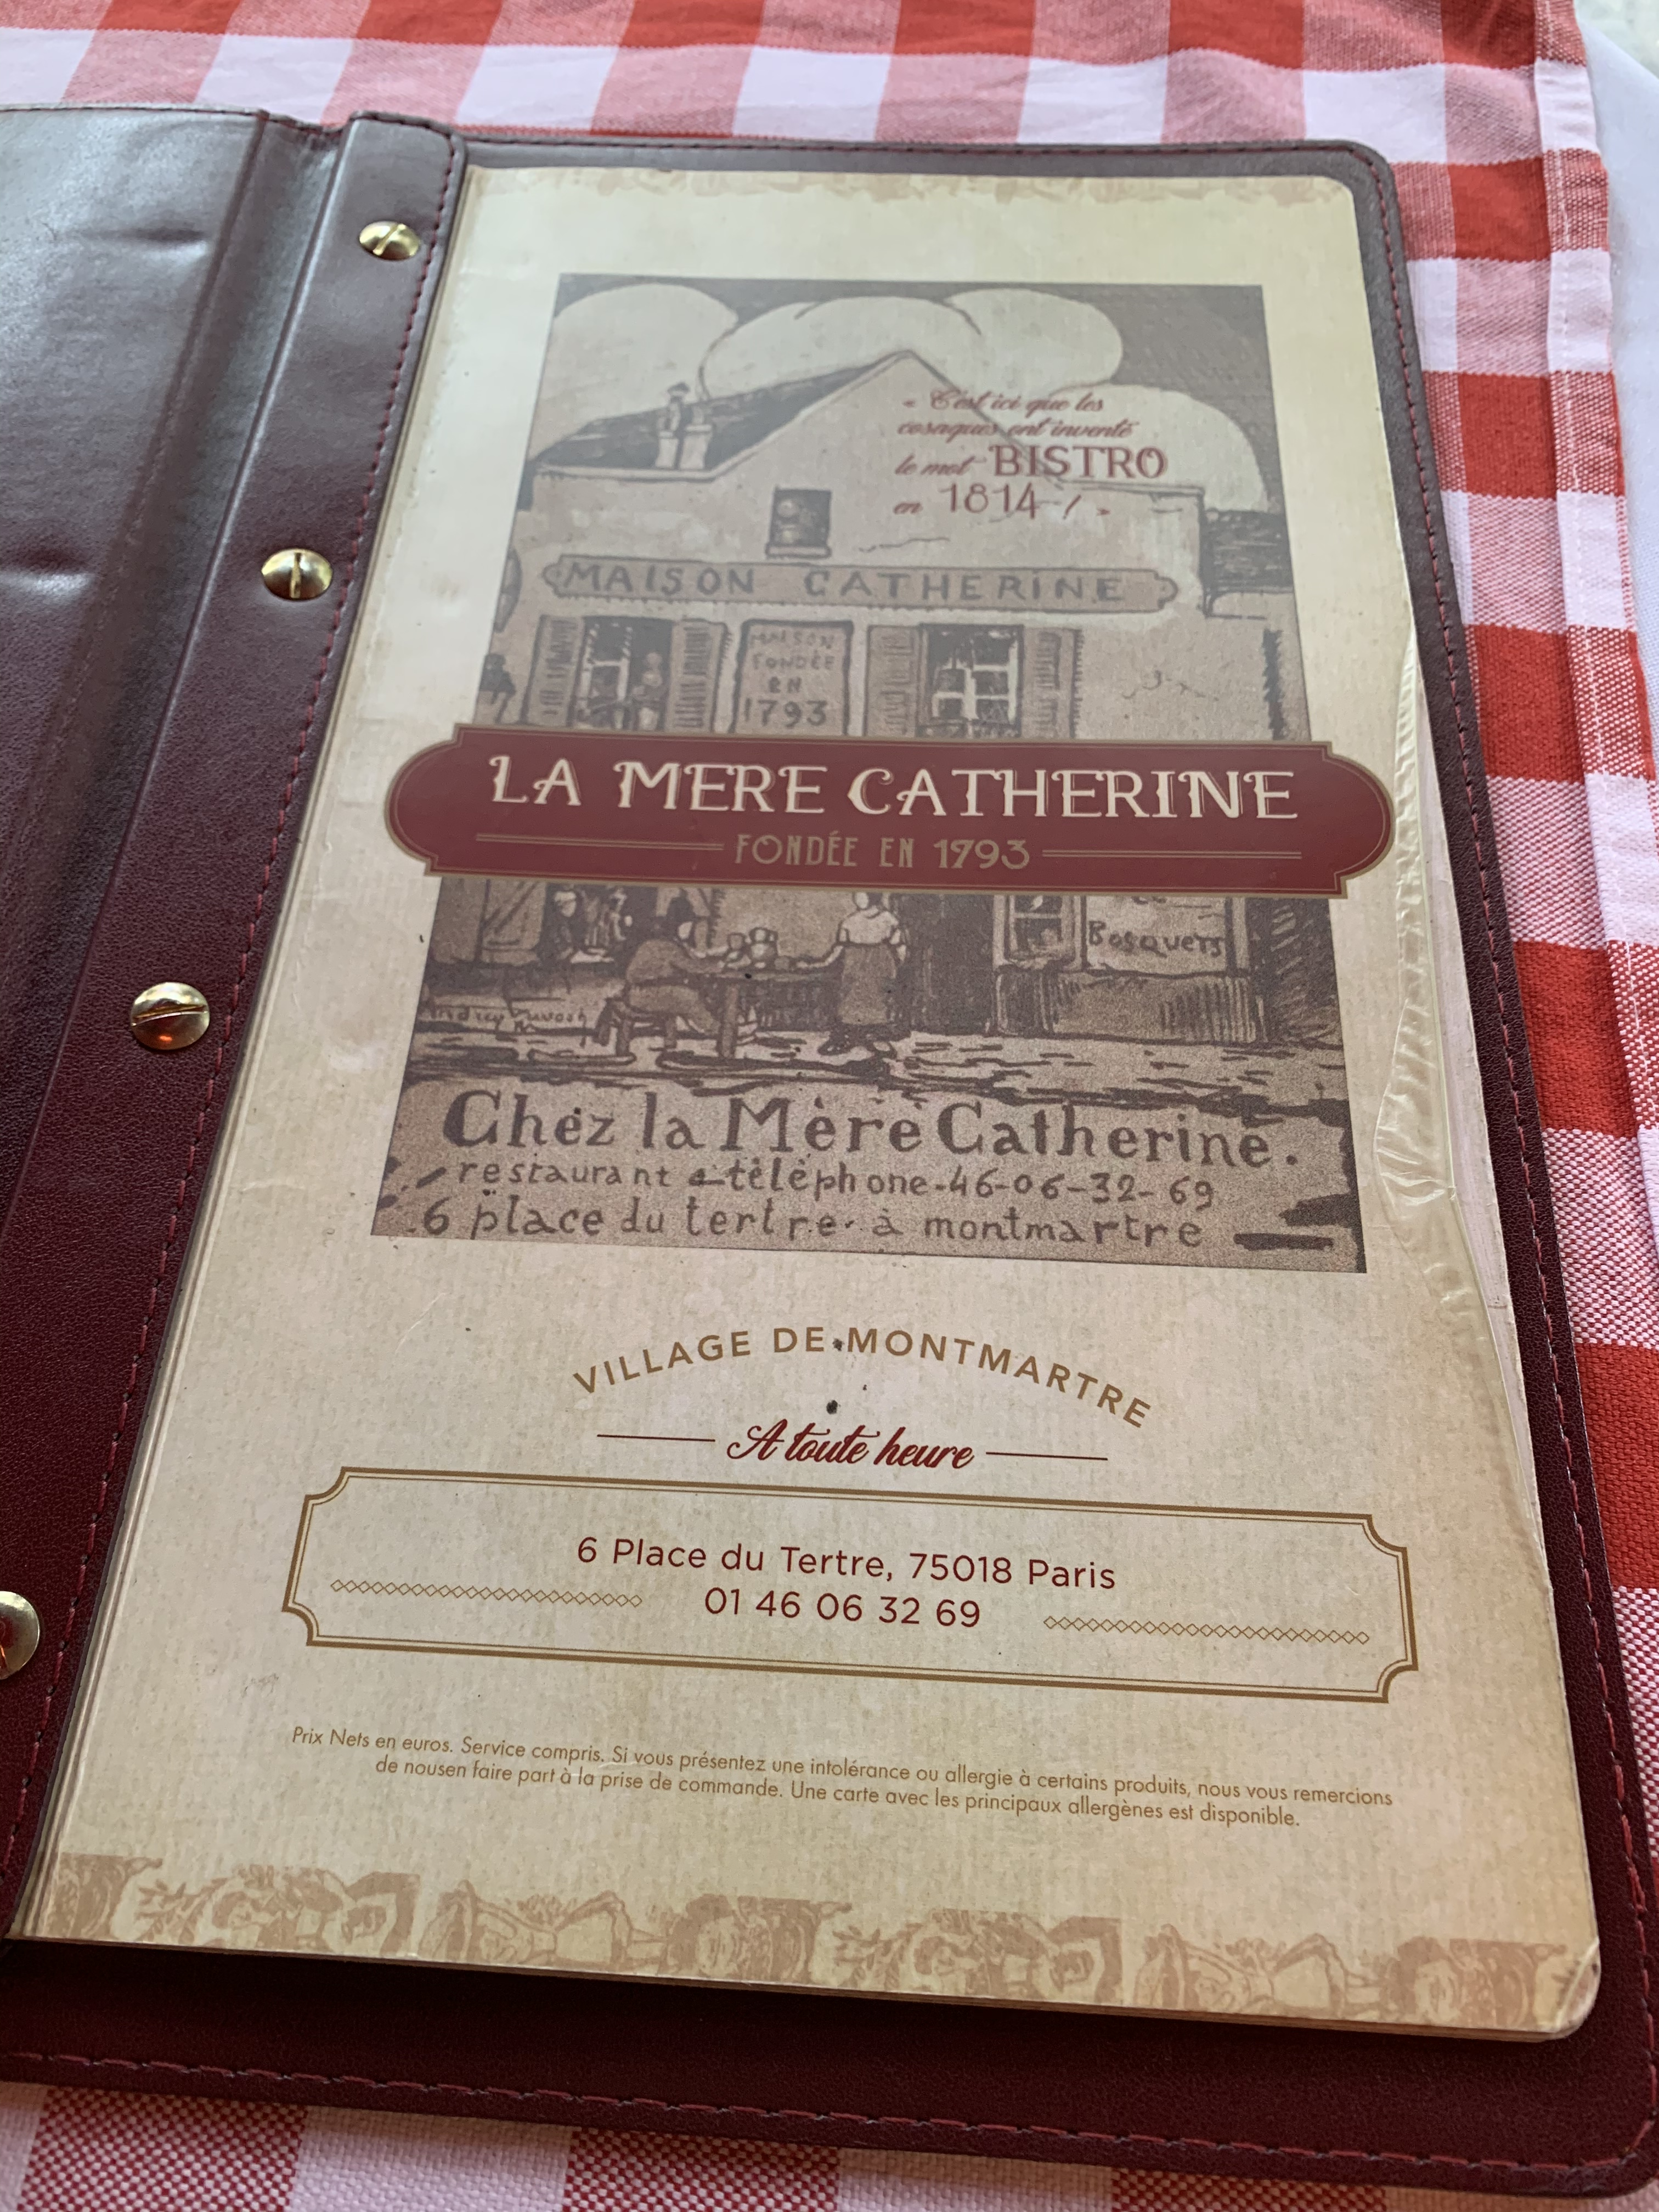 « C'est ici que les
cosaques ont inventé
le mot BISTRO
en 1814 ! »
MAISON CATHERINE
MAISON
FONDÉE
EN
1793
LA MERE CATHERINE
FONDÉE EN 1793
Bosquets
Chez la Mère Catherine.
restaurant - télèphone-46-06-32-69
6 place du tertre. à montmartre
VILLAGE DE MONTMARTRE
A toute heure
6 Place du Tertre, 75018 Paris
01 46 06 32 69
Prix Nets en euros. Service compris. Si vous présentez une intolérance ou allergie à certains produits, nous vous remercions
de nousen faire part à la prise de commande. Une carte avec les principaux allergènes est disponible.